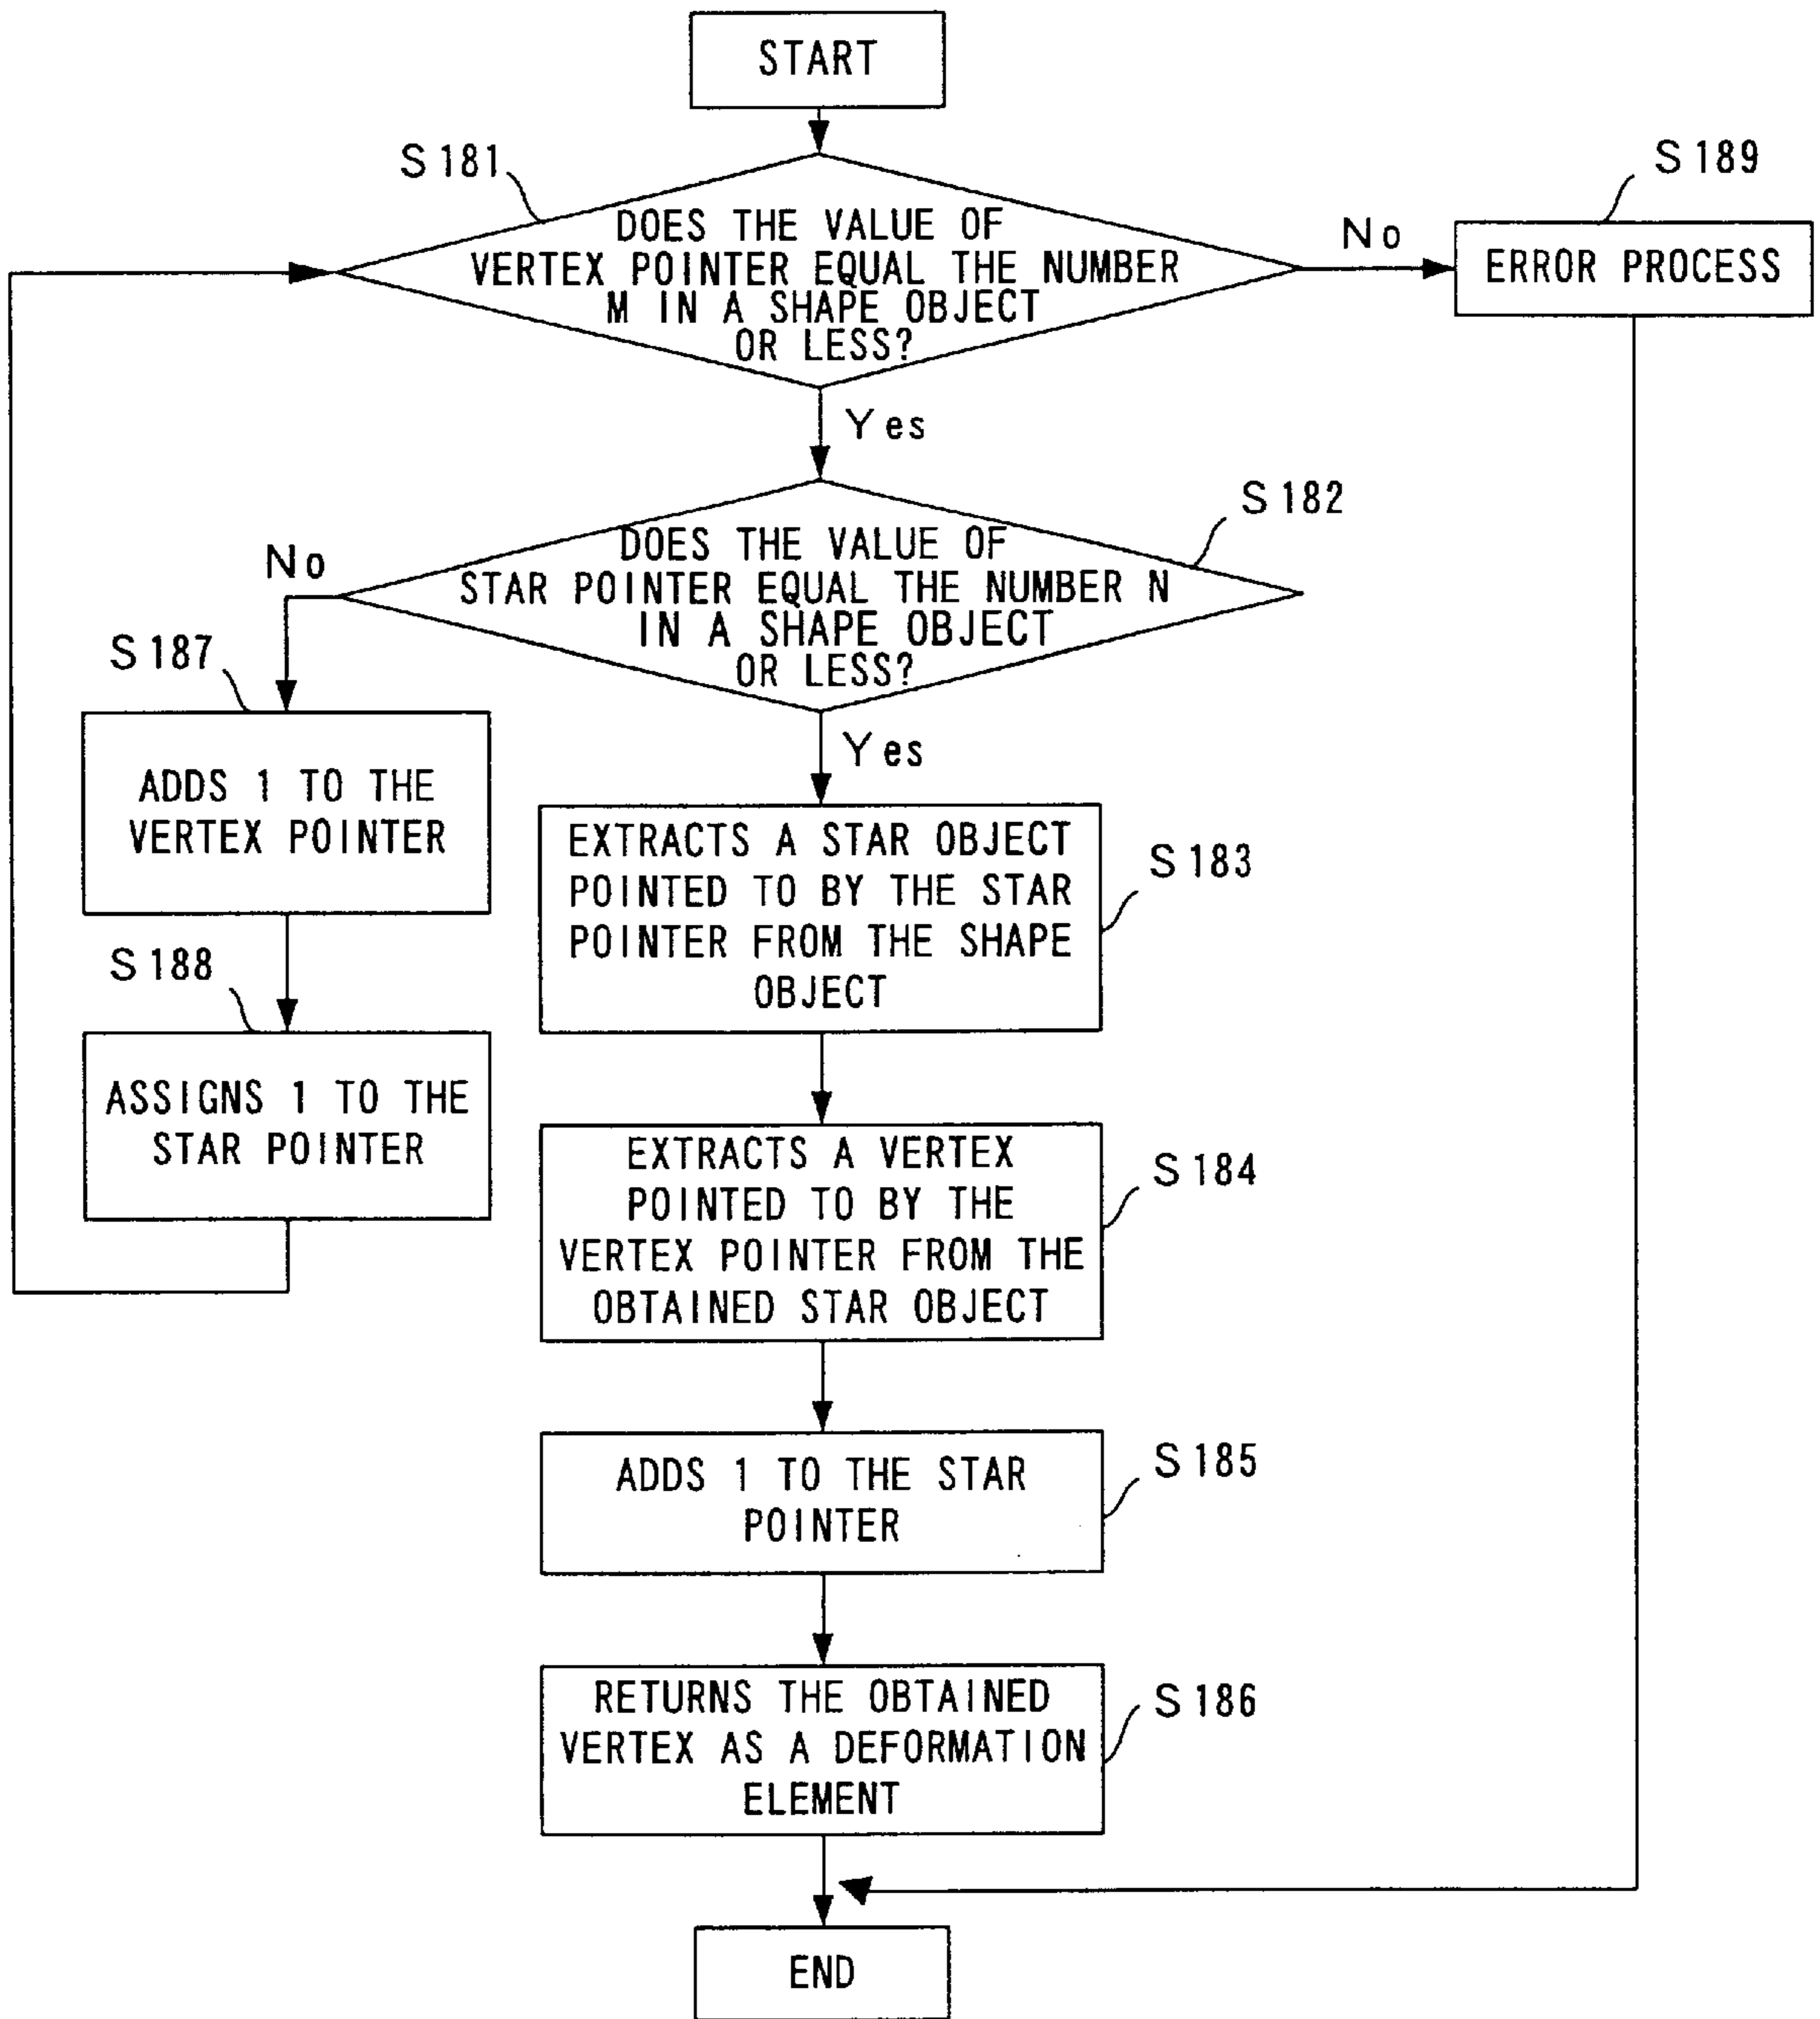 START
S181
DOES THE VALUE OF
VERTEX POINTER EQUAL THE NUMBER
M IN A SHAPE OBJECT
OR LESS?
No
S189
ERROR PROCESS
Yes
S182
DOES THE VALUE OF
STAR POINTER EQUAL THE NUMBER N
IN A SHAPE OBJECT
OR LESS?
No
S187
ADDS 1 TO THE
VERTEX POINTER
S188
ASSIGNS 1 TO THE
STAR POINTER
Yes
EXTRACTS A STAR OBJECT
POINTED TO BY THE STAR
POINTER FROM THE SHAPE
OBJECT
S183
EXTRACTS A VERTEX
POINTED TO BY THE
VERTEX POINTER FROM THE
OBTAINED STAR OBJECT
S184
ADDS 1 TO THE STAR
POINTER
S185
RETURNS THE OBTAINED
VERTEX AS A DEFORMATION
ELEMENT
S186
END